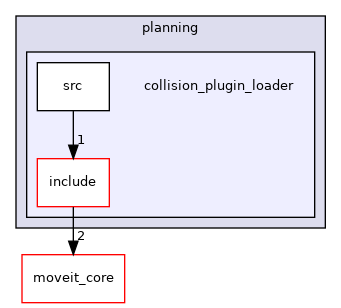 planning
src
collision_plugin_loader
1
include
2
moveit_core